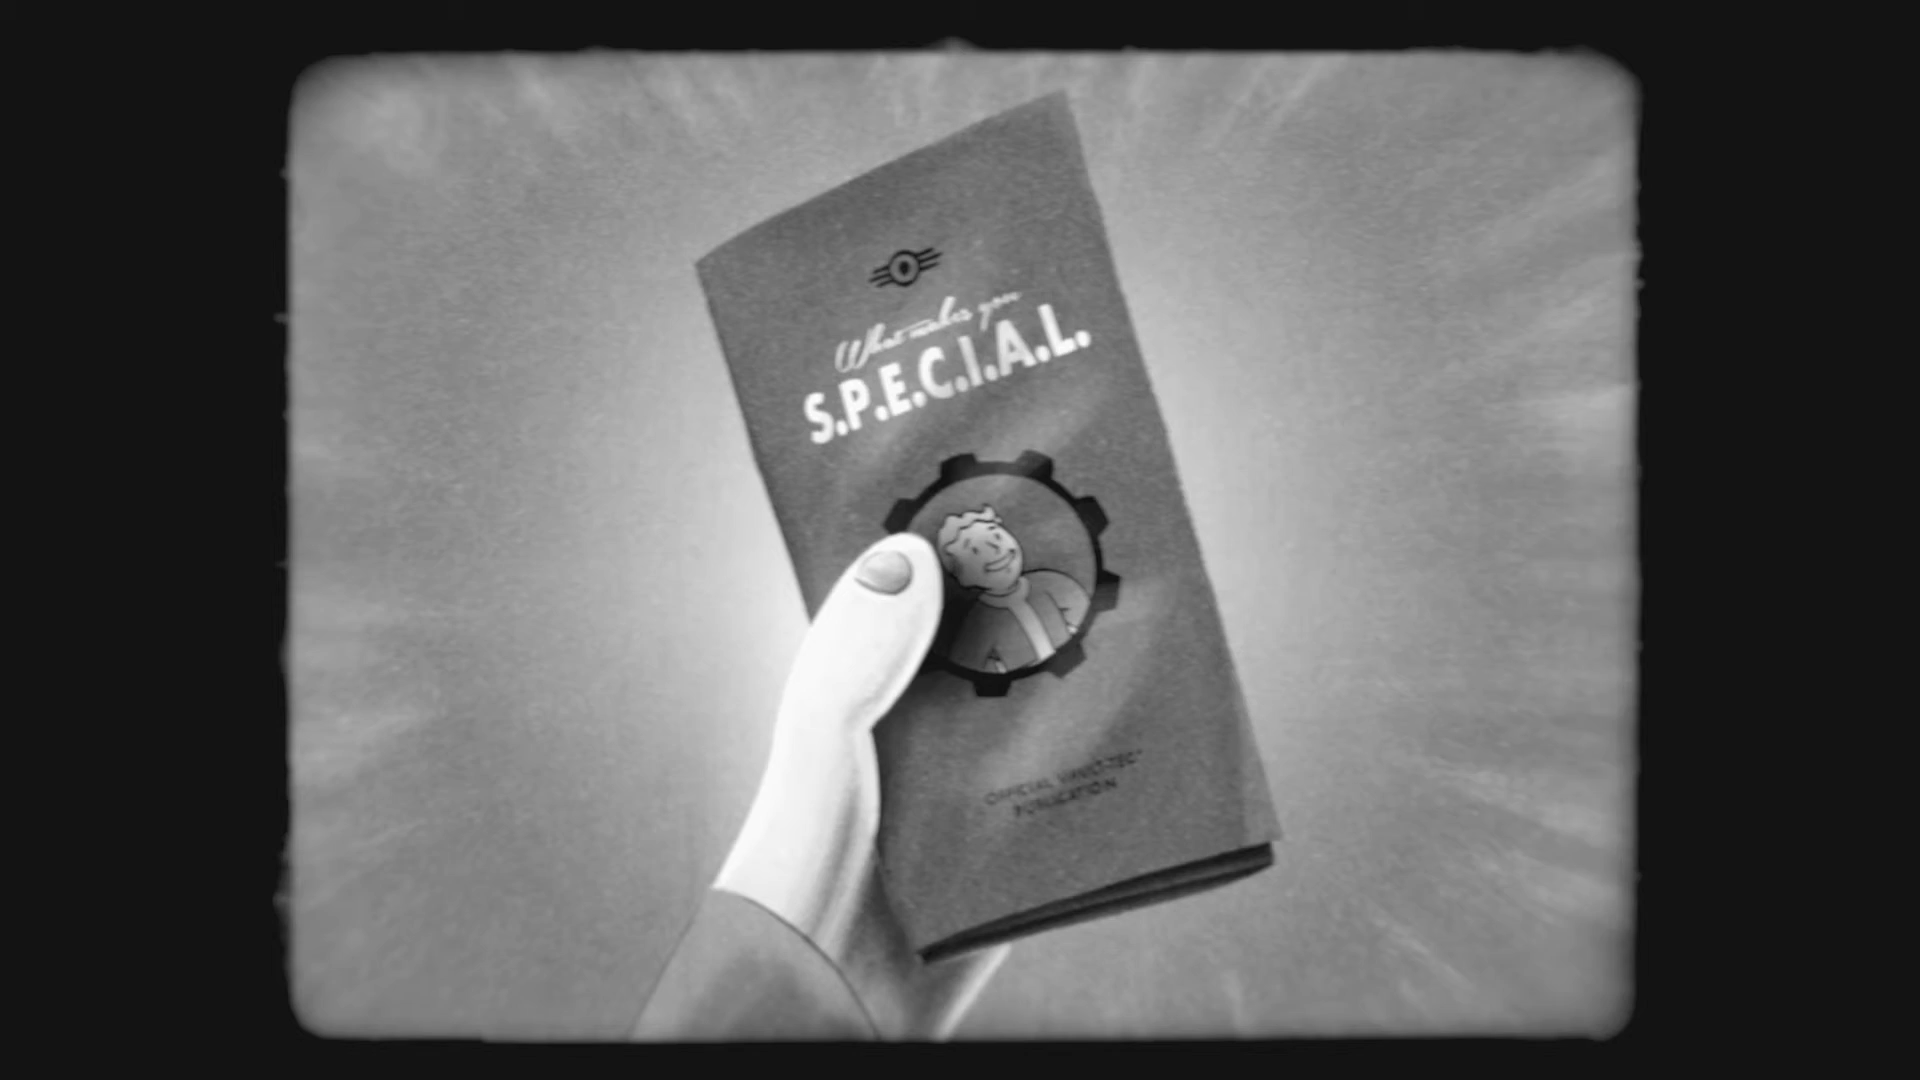 What makes you
S.P.E.C.I.A.L.
OFFICIAL VAULT-TEC
PUBLICATION